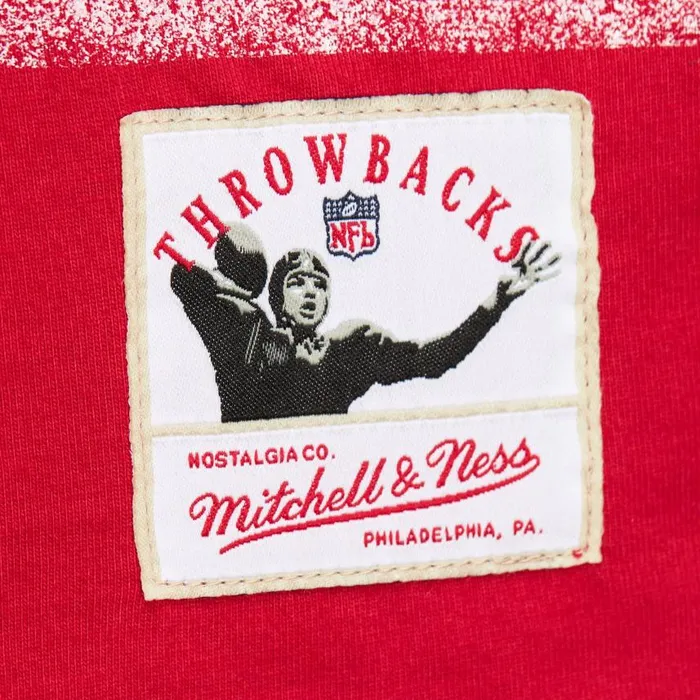 THROWBACKS
NFL
NOSTALGIA CO.
Mitchell & Ness
PHILADELPHIA, PA.